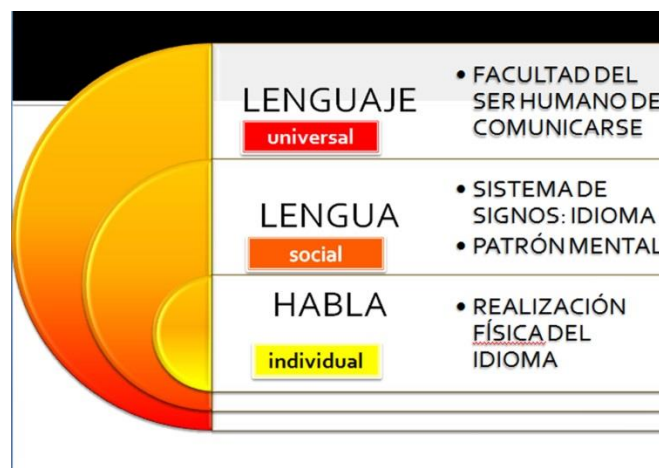 LENGUAJE
universal
• FACULTAD DEL
SER HUMANO DE
COMUNICARSE
LENGUA
social
• SISTEMA DE
SIGNOS: IDIOMA
• PATRÓN MENTAL
HABLA
individual
• REALIZACIÓN
FÍSICA DEL
IDIOMA